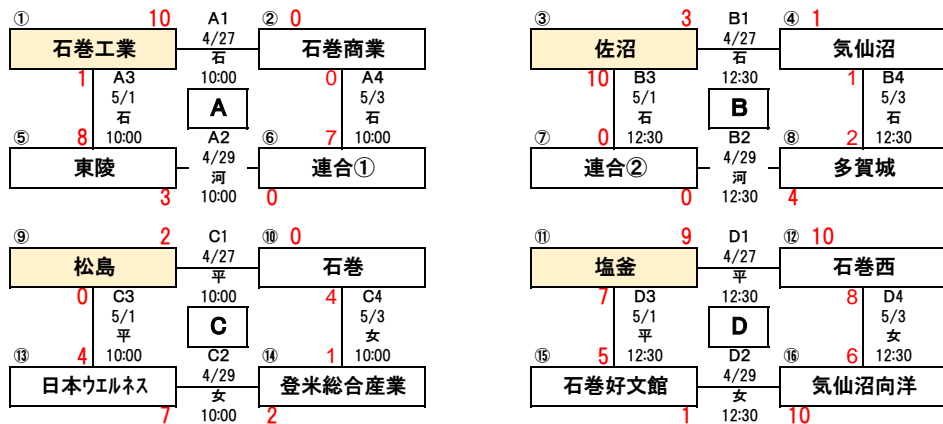 ① 10 A1 ② 0
石巻工業 4/27 石巻商業
石
1 A3 10:00 0 A4
5/1 A 5/3
石 石
⑤ 8 10:00 A2 ⑥ 7 10:00
東陵 4/29 連合①
河
3 10:00 0
③ 3 B1 ④ 1
佐沼 4/27 気仙沼
石
10 B3 12:30 1 B4
5/1 B 5/3
石 石
⑦ 0 12:30 B2 ⑧ 2 12:30
連合② 4/29 多賀城
河
0 12:30 4
⑨ 2 C1 ⑩ 0
松島 4/27 石巻
平
0 C3 10:00 4 C4
5/1 C 5/3
平 女
⑬ 4 10:00 C2 ⑭ 1 10:00
日本ウエルネス 4/29 登米総合産業
女
7 10:00 2
⑪ 9 D1 ⑫ 10
塩釜 4/27 石巻西
平
7 D3 12:30 8 D4
5/1 D 5/3
平 女
⑮ 5 12:30 D2 ⑯ 6 12:30
石巻好文館 4/29 気仙沼向洋
女
1 12:30 10